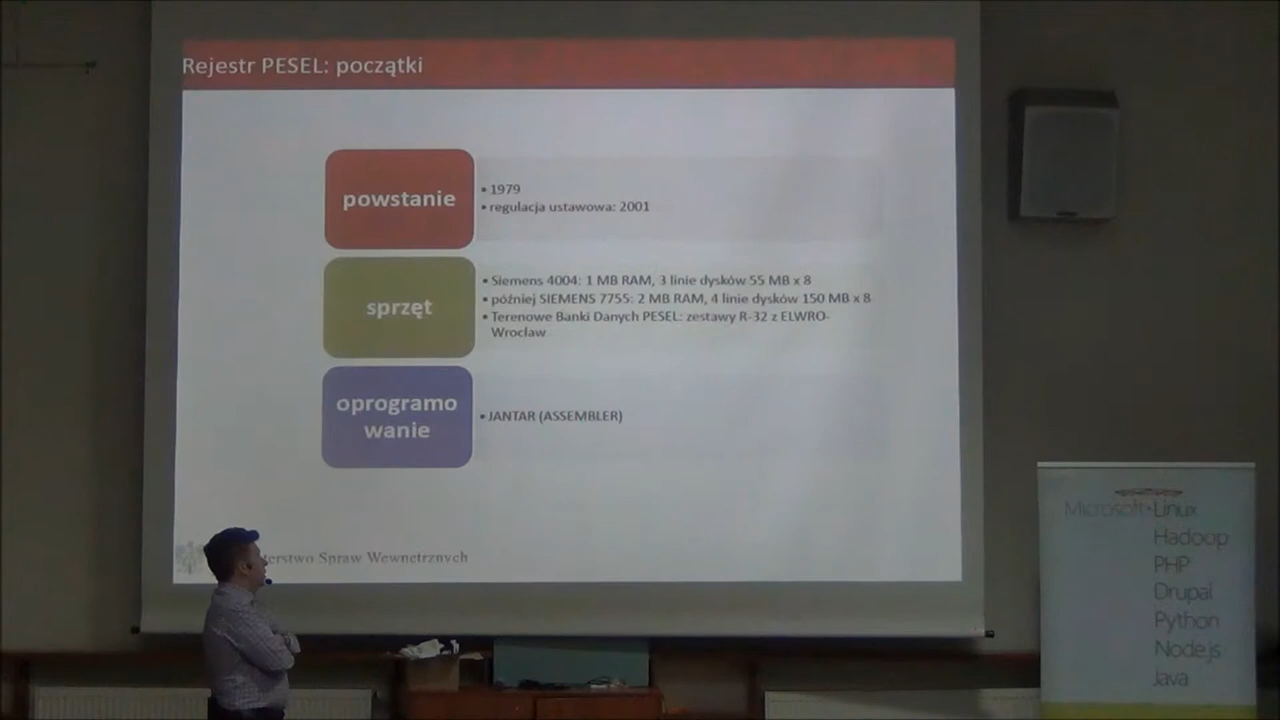 Rejestr PESEL: początki
powstanie
• 1979
• regulacja ustawowa: 2001
sprzęt
• Siemens 4004: 1 MB RAM, 3 linie dysków 55 MB x 8
• później SIEMENS 7755: 2 MB RAM, 4 linie dysków 150 MB x 8
• Terenowe Banki Danych PESEL: zestawy R-32 z ELWRO-
Wrocław
oprogramo
wanie
• JANTAR (ASSEMBLER)
terstwo Spraw Wewnętrznych
Microsoft+Linux
Hadoop
PHP
Drupal
Python
Node.js
Java